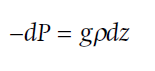 −dP = gρdz